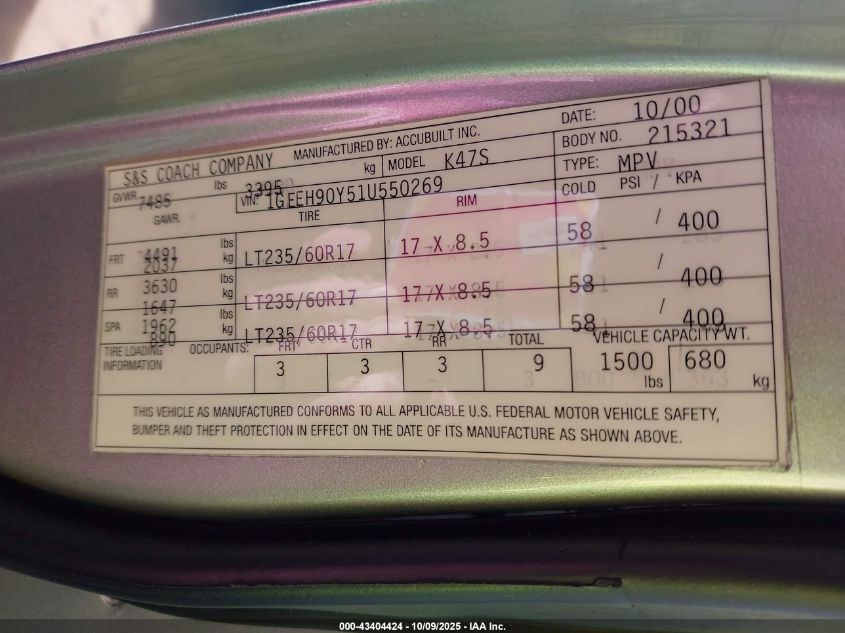 DATE: 10/00
S&S COACH COMPANY MANUFACTURED BY: ACCUBUILT INC. BODY NO. 215321
GVWR 7485 lbs 3395 kg MODEL K47S TYPE: MPV
VIN: 1GEEH90Y51U550269 COLD PSI / KPA
GAWR TIRE RIM
FRT 4491 lbs 2037 kg LT235/60R17 17 X 8.5 58 / 400
RR 3630 lbs 1647 kg LT235/60R17 17 X 8.5 58 / 400
SPA 1962 lbs 890 kg LT235/60R17 17 X 8.5 58 / 400
TIRE LOADING INFORMATION OCCUPANTS: FRT CTR RR TOTAL VEHICLE CAPACITY WT.
3 3 3 9 1500 lbs 680 kg
THIS VEHICLE AS MANUFACTURED CONFORMS TO ALL APPLICABLE U.S. FEDERAL MOTOR VEHICLE SAFETY,
BUMPER AND THEFT PROTECTION IN EFFECT ON THE DATE OF ITS MANUFACTURE AS SHOWN ABOVE.
000-43404424 - 10/09/2025 - IAA Inc.